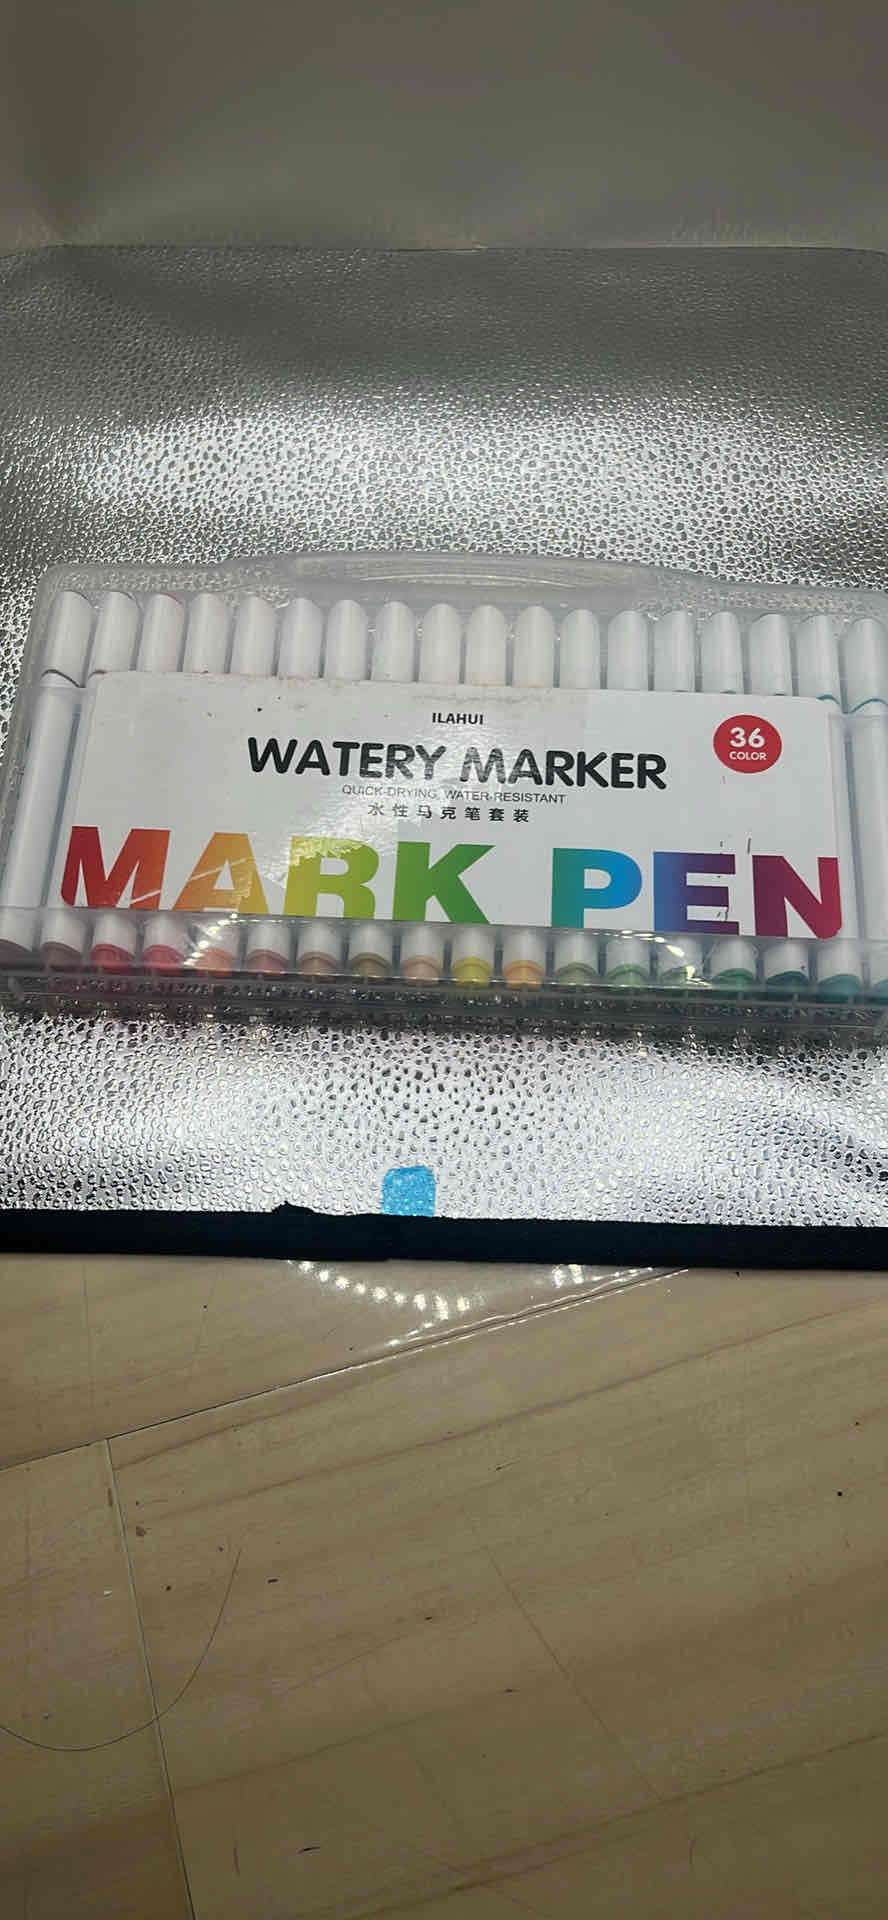 ILAHUI
36
COLOR
WATERY MARKER
QUICK-DRYING, WATER-RESISTANT
水性马克笔套装
MARK PEN